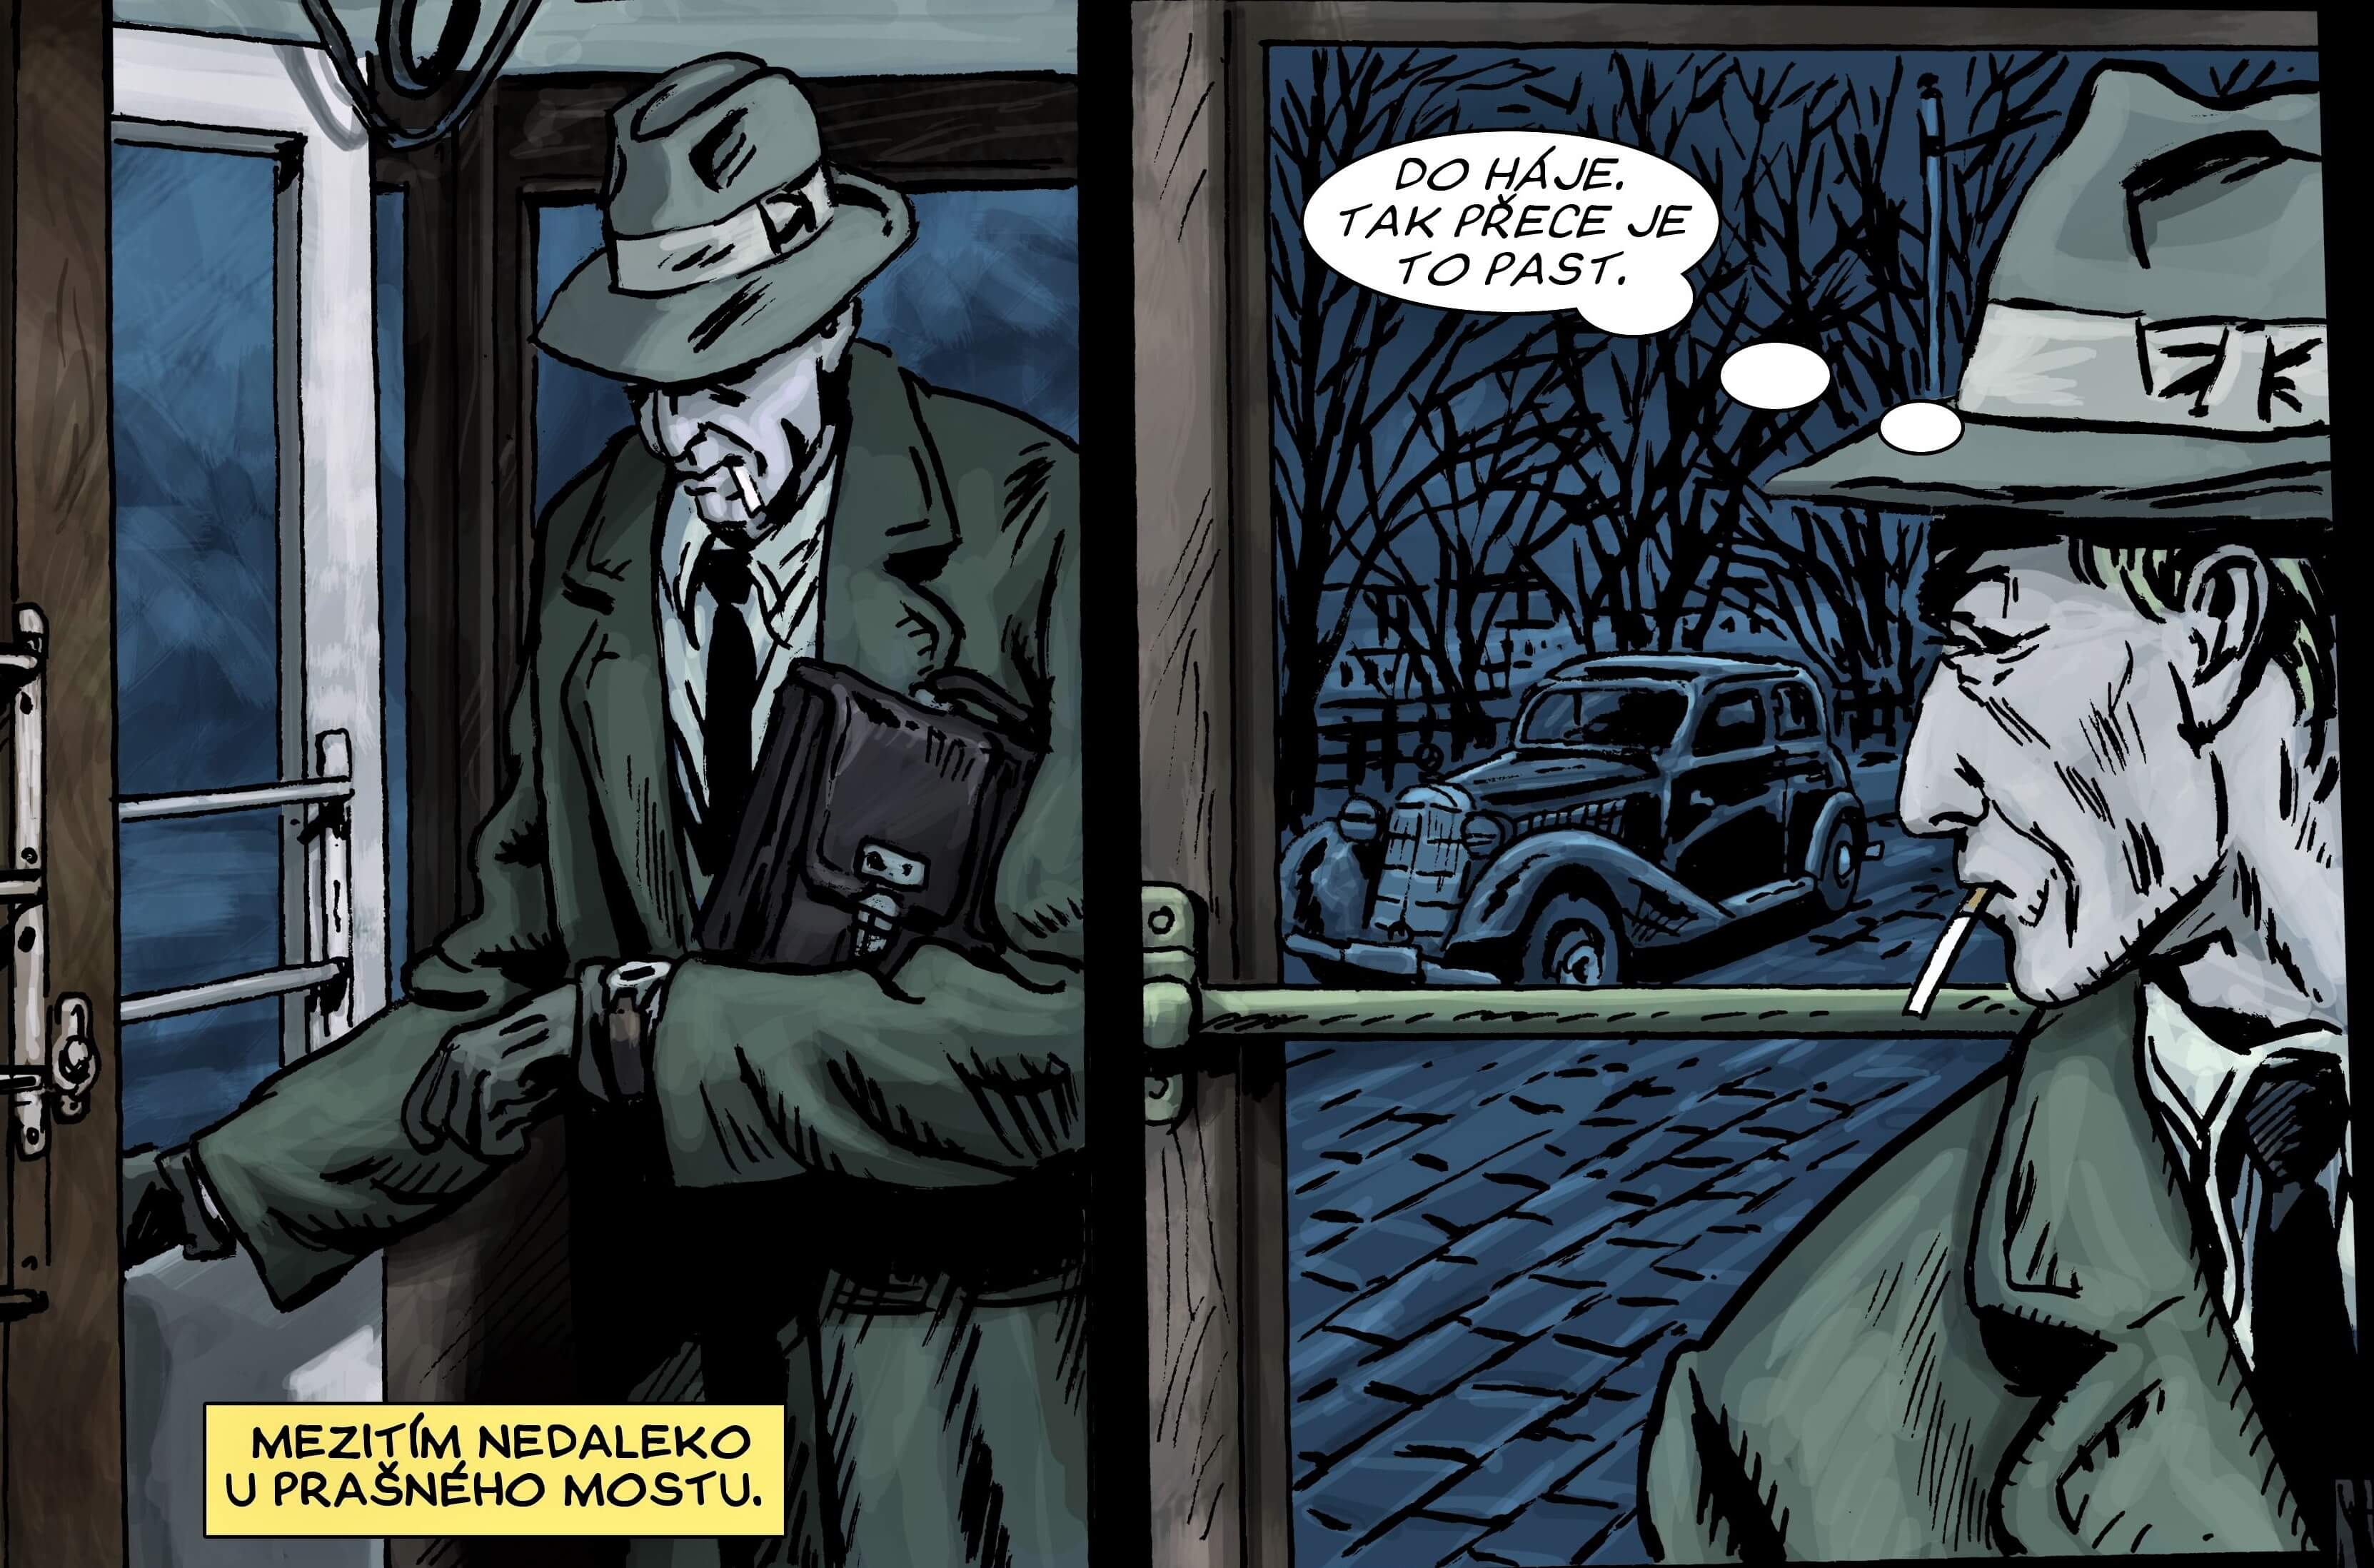 MEZITÍM NEDALEKO
U PRAŠNÉHO MOSTU.
DO HÁJE.
TAK PŘECE JE
TO PAST.